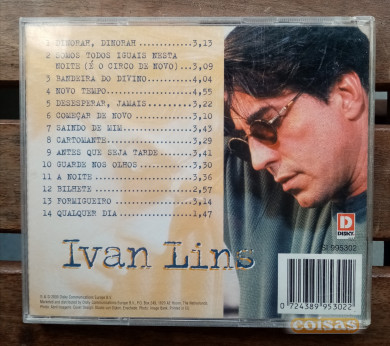 1 DINORAH, DINORAH 3,13
2 SOMOS TODOS IGUAIS NESTA
NOITE (É O CIRCO DE NOVO) 3,09
3 BANDEIRA DO DIVINO 4,04
4 NOVO TEMPO 4,55
5 DESESPERAR, JAMAIS 3,22
6 COMEÇAR DE NOVO 3,10
7 SAINDO DE MIM 3,43
8 CARTOMANTE 3,29
9 ANTES QUE SEJA TARDE 3,41
10 GUARDE NOS OLHOS 3,30
11 A NOITE 3,36
12 BILHETE 2,57
13 FORMIGUEIRO 3,14
14 QUALQUER DIA 1,47
D
DISKY
SI 995302
Ivan Lins
0 724389 953022
coisas!